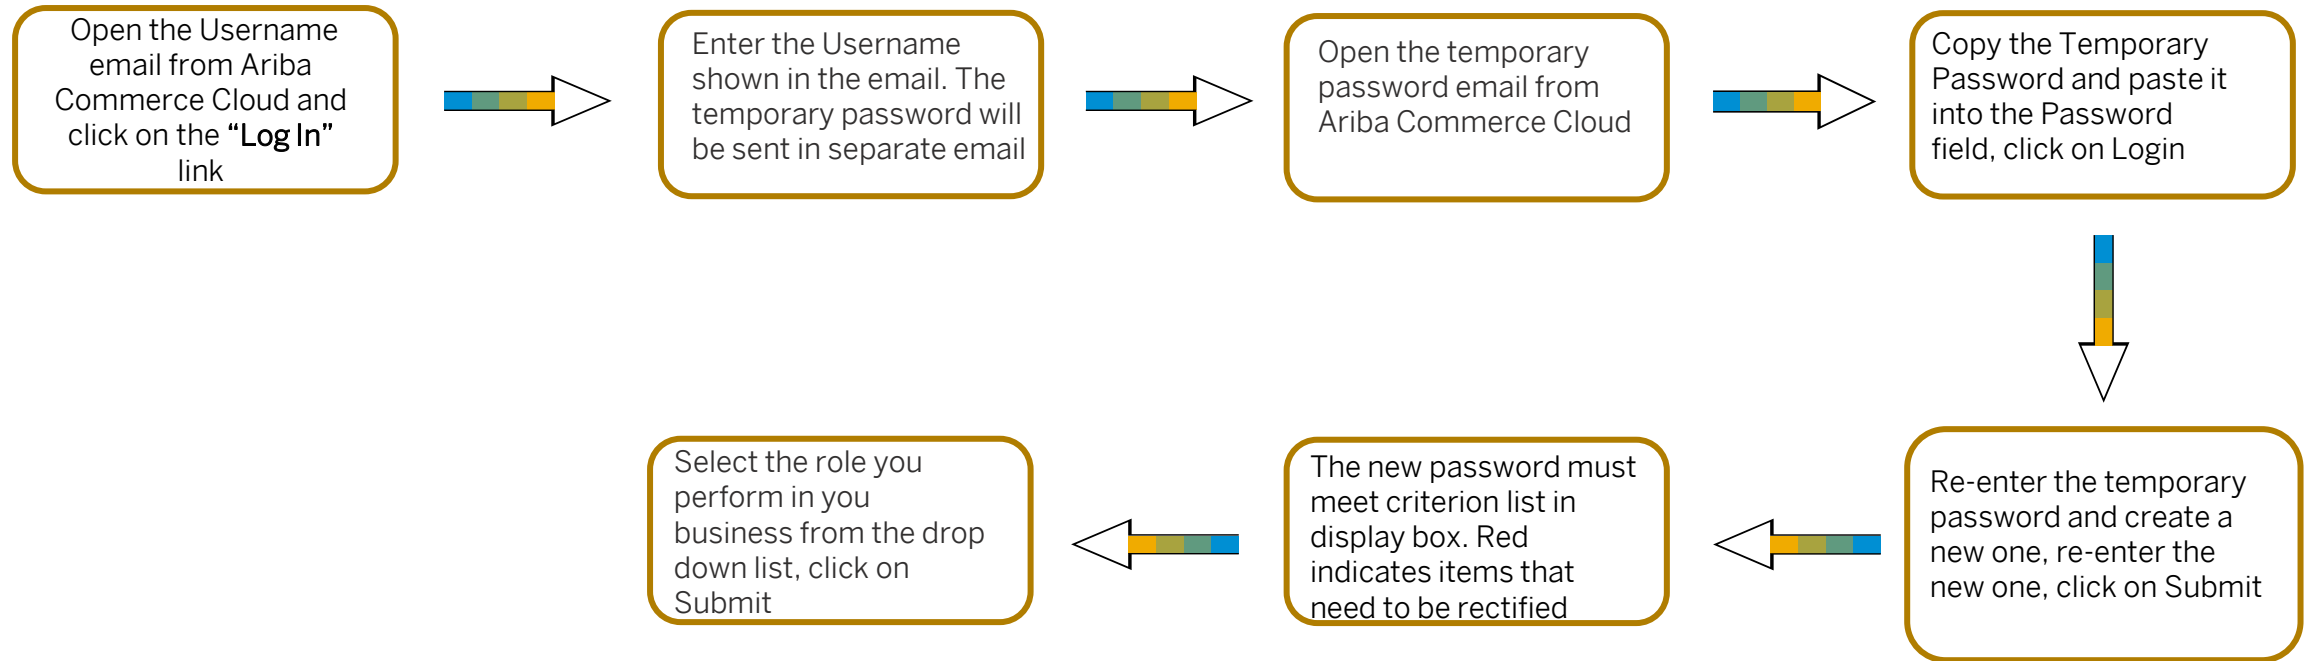 Open the Username
email from Ariba
Commerce Cloud and
click on the “Log In”
link
Enter the Username
shown in the email. The
temporary password will
be sent in separate email
Open the temporary
password email from
Ariba Commerce Cloud
Copy the Temporary
Password and paste it
into the Password
field, click on Login
Re-enter the temporary
password and create a
new one, re-enter the
new one, click on Submit
The new password must
meet criterion list in
display box. Red
indicates items that
need to be rectified
Select the role you
perform in you
business from the drop
down list, click on
Submit